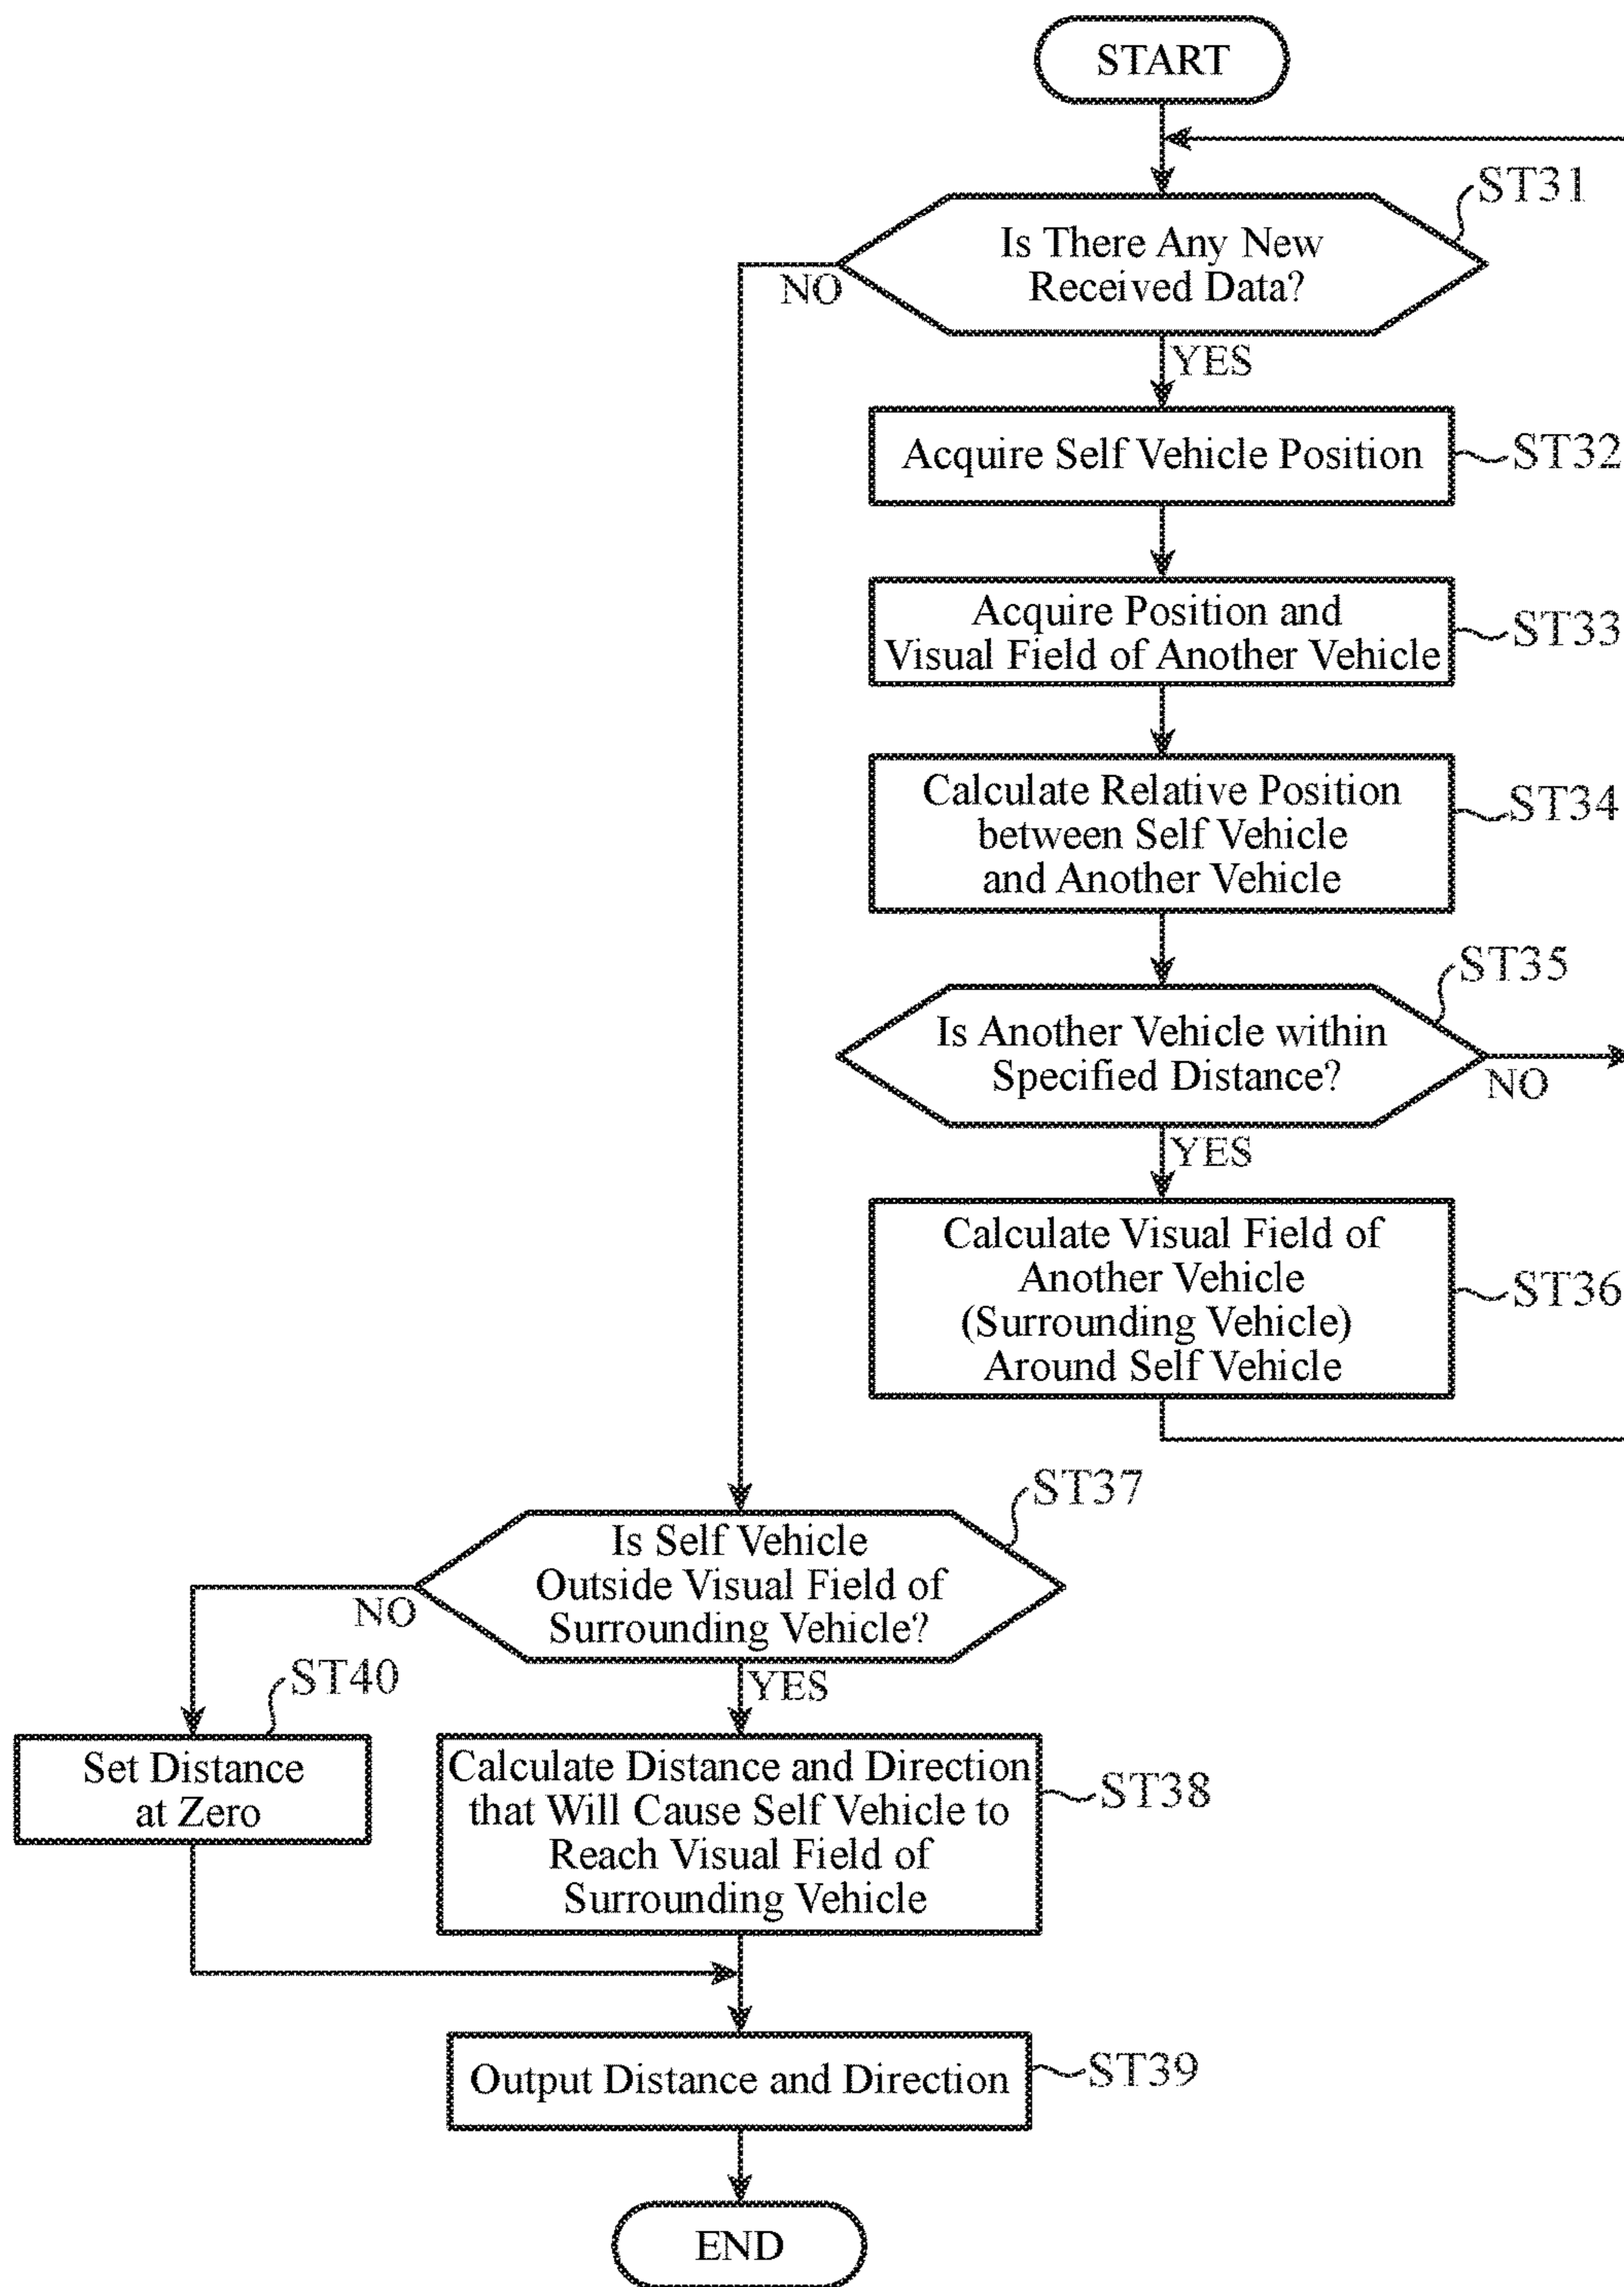 START
ST31
Is There Any New
Received Data?
NO
YES
Acquire Self Vehicle Position
ST32
Acquire Position and
Visual Field of Another Vehicle
ST33
Calculate Relative Position
between Self Vehicle
and Another Vehicle
ST34
ST35
Is Another Vehicle within
Specified Distance?
NO
YES
Calculate Visual Field of
Another Vehicle
(Surrounding Vehicle)
Around Self Vehicle
ST36
ST37
Is Self Vehicle
Outside Visual Field of
Surrounding Vehicle?
NO
YES
ST40
Set Distance
at Zero
Calculate Distance and Direction
that Will Cause Self Vehicle to
Reach Visual Field of
Surrounding Vehicle
ST38
Output Distance and Direction
ST39
END